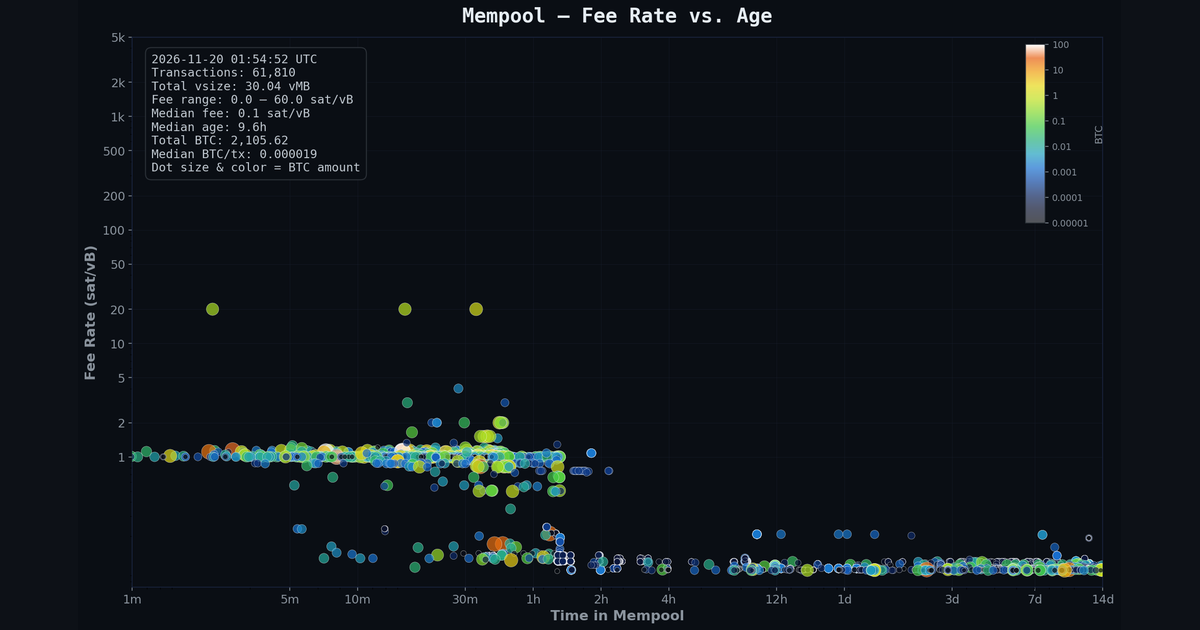 Mempool — Fee Rate vs. Age
2026-11-20 01:54:52 UTC
Transactions: 61,810
Total vsize: 30.04 vMB
Fee range: 0.0 – 60.0 sat/vB
Median fee: 0.1 sat/vB
Median age: 9.6h
Total BTC: 2,105.62
Median BTC/tx: 0.000019
Dot size & color = BTC amount
Fee Rate (sat/vB)
5k
2k
1k
500
200
100
50
20
10
5
2
1
100
10
1
0.1
0.01
0.001
0.0001
0.00001
BTC
1m
5m
10m
30m
1h
2h
4h
12h
1d
3d
7d
14d
Time in Mempool